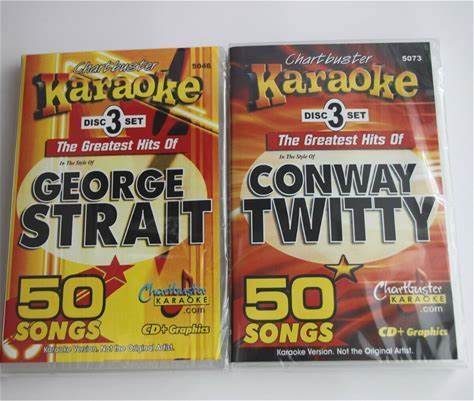 Chartbuster
5046
Karaoke
DISC 3 SET
The Greatest Hits Of
In The Style Of
GEORGE
STRAIT
50
SONGS
Chartbuster
KARAOKE
.com
CD+Graphics
Karaoke Version. Not the Original Artist.
Chartbuster
5073
Karaoke
DISC 3 SET
The Greatest Hits Of
In The Style Of
CONWAY
TWITTY
50
SONGS
Chartbuster
KARAOKE
.com
CD+Graphics
Karaoke Version. Not the Original Artist.